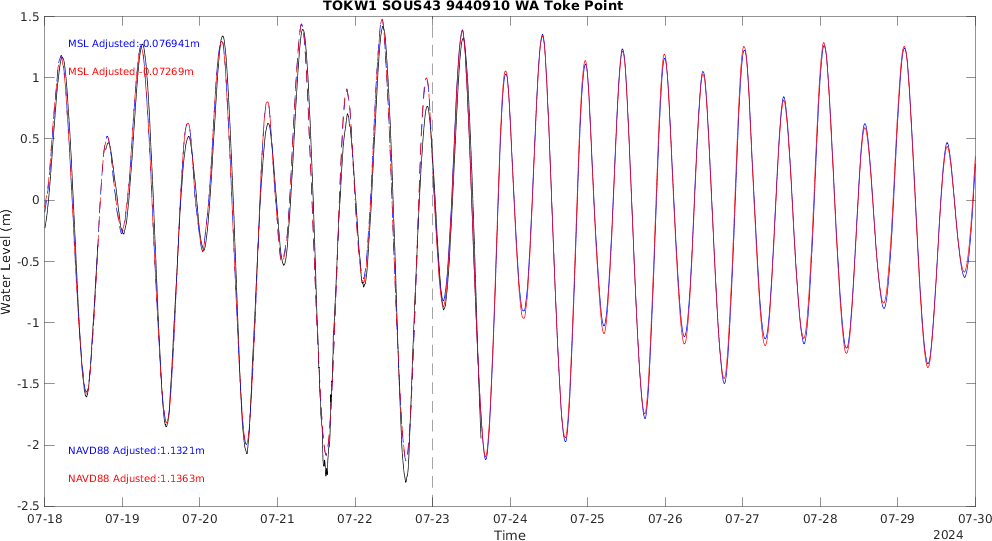 TOKW1 SOUS43 9440910 WA Toke Point
1.5
1
0.5
0
-0.5
-1
-1.5
-2
-2.5
Water Level (m)
MSL Adjusted:-0.076941m
MSL Adjusted:-0.07269m
NAVD88 Adjusted:1.1321m
NAVD88 Adjusted:1.1363m
07-18 07-19 07-20 07-21 07-22 07-23 07-24 07-25 07-26 07-27 07-28 07-29 07-30
Time
2024